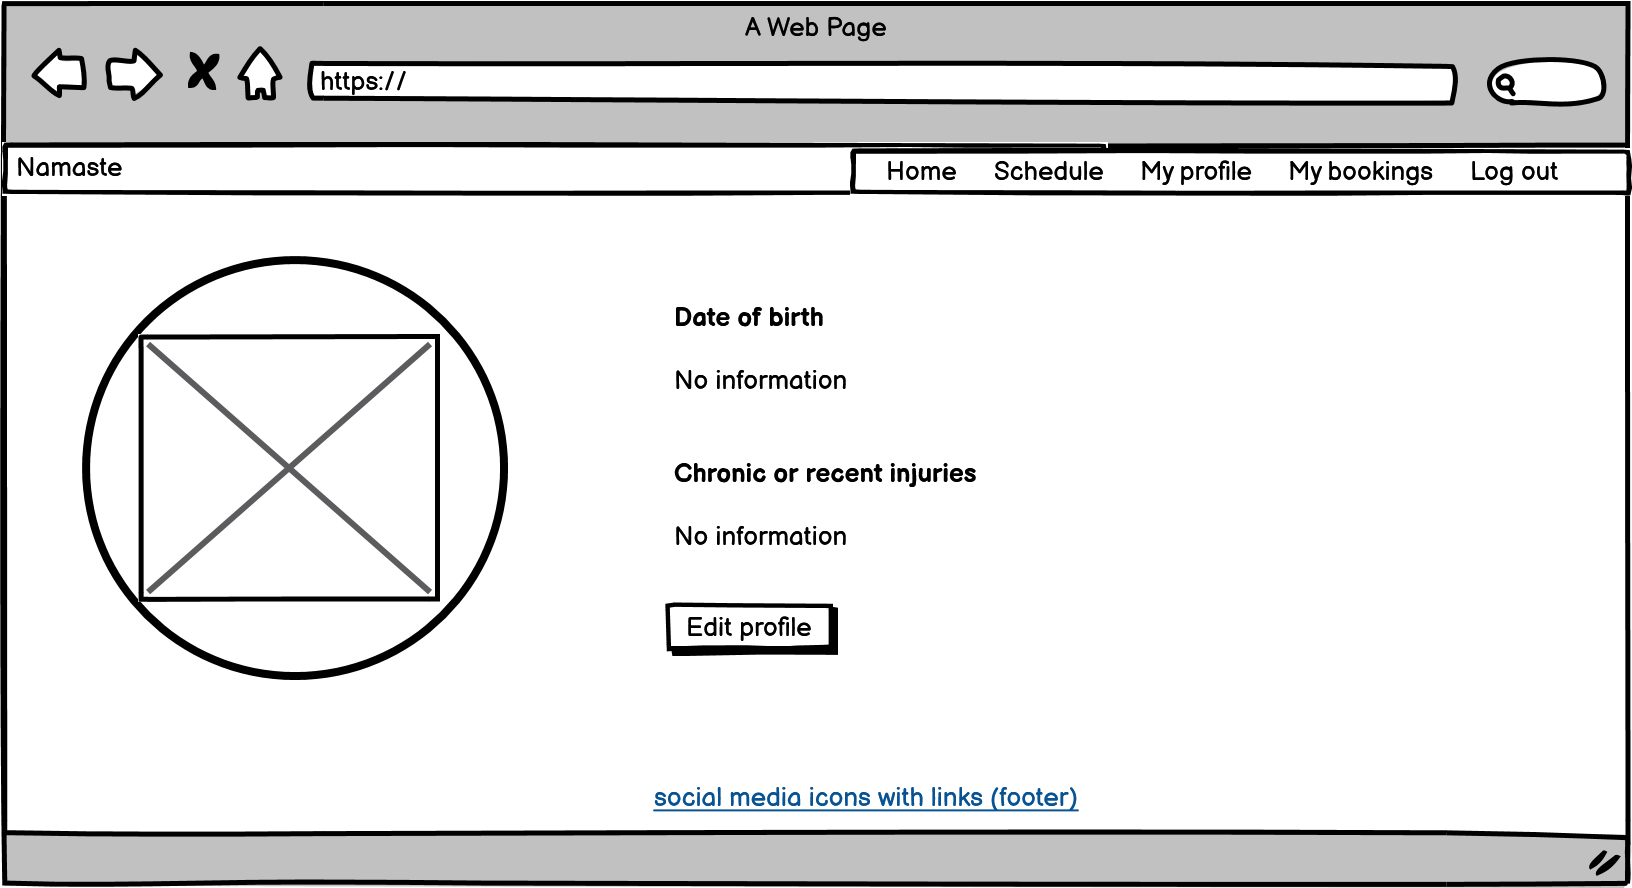 A Web Page
https://
Namaste
Home Schedule My profile My bookings Log out
Date of birth
No information
Chronic or recent injuries
No information
Edit profile
social media icons with links (footer)